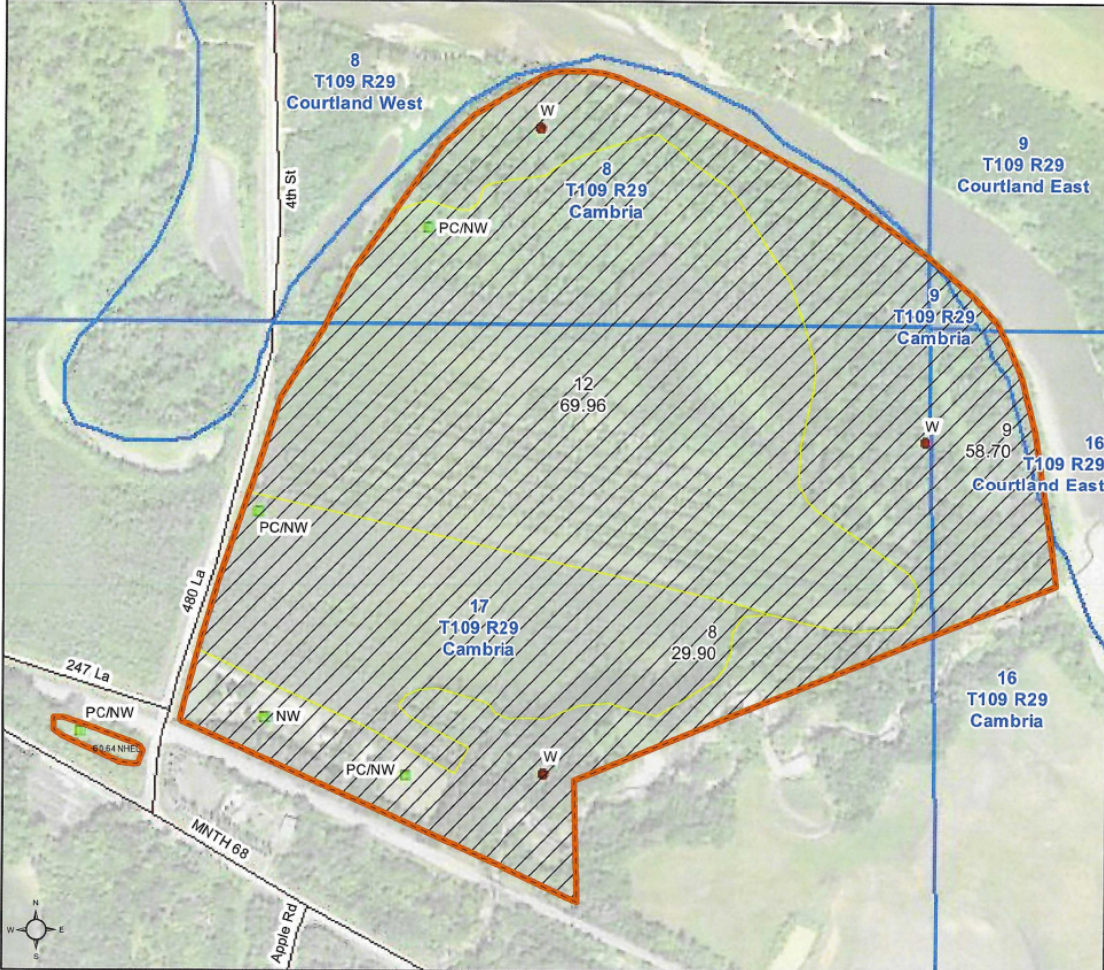 8
T109 R29
Courtland West
W
9
T109 R29
Courtland East
8
T109 R29
Cambria
4th St
PC/NW
9
T109 R29
Cambria
12
69.96
W
9
58.70
16
T109 R29
Courtland East
PC/NW
480 La
17
T109 R29
Cambria
8
29.90
247 La
16
T109 R29
Cambria
PC/NW
NW
NHEL
W
PC/NW
MNTH 68
Apple Rd
N
W
E
S